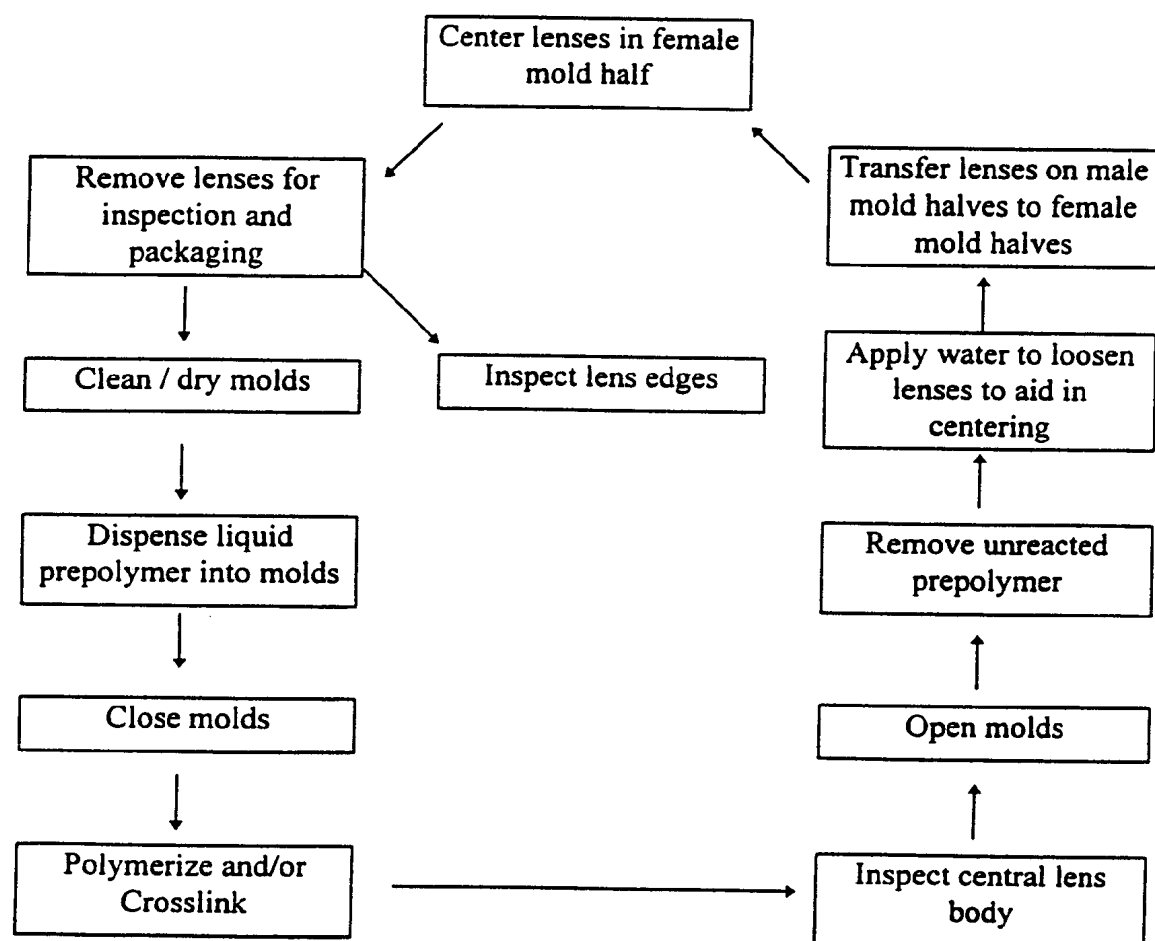 Center lenses in female
mold half
Remove lenses for
inspection and
packaging
Transfer lenses on male
mold halves to female
mold halves
Clean / dry molds
Inspect lens edges
Apply water to loosen
lenses to aid in
centering
Dispense liquid
prepolymer into molds
Remove unreacted
prepolymer
Close molds
Open molds
Polymerize and/or
Crosslink
Inspect central lens
body